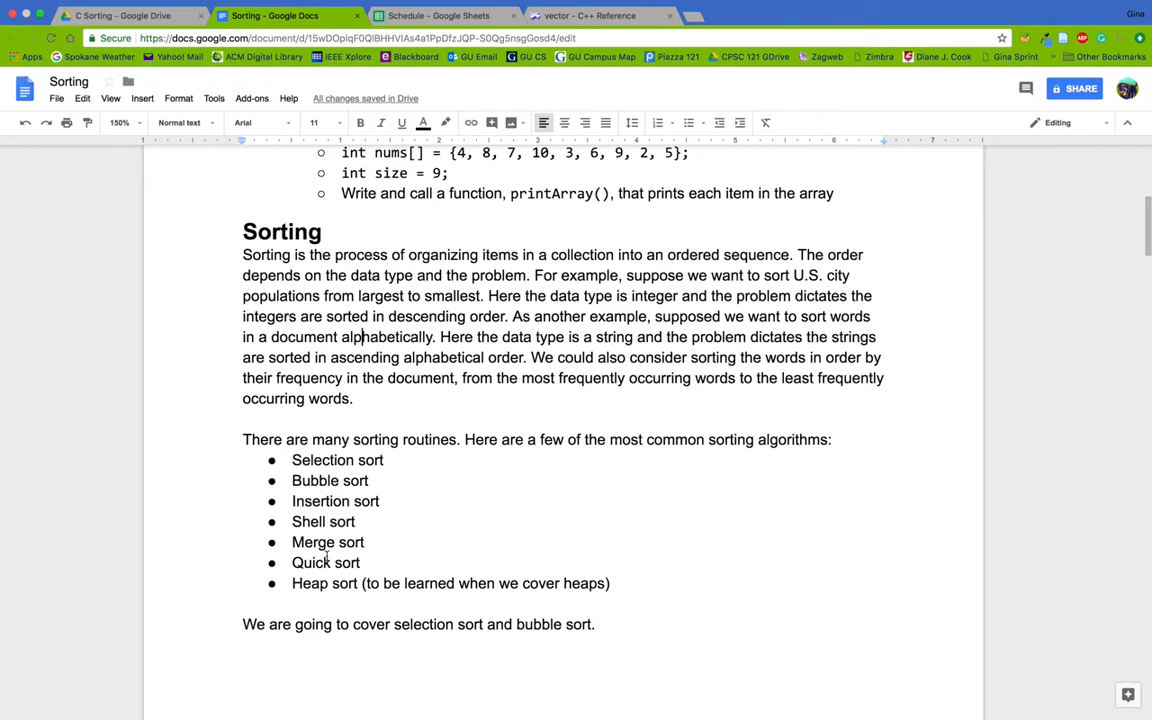 C Sorting - Google Drive
Sorting - Google Docs
Schedule - Google Sheets
vector - C++ Reference
Gina
Secure
https://docs.google.com/document/d/15wDOplqF0QlBHHVIAs4a1PpDfzJQP-S0Qg5nsgGosd4/edit
Apps
Spokane Weather
Yahoo! Mail
ACM Digital Library
IEEE Xplore
Blackboard
GU Email
GU CS
GU Campus Map
Piazza 121
CPSC 121 GDrive
Zagweb
Zimbra
Diane J. Cook
Gina Sprint
Other Bookmarks
Sorting
File Edit View Insert Format Tools Add-ons Help All changes saved in Drive
SHARE
150% Normal text Arial 11 B I U A Editing
1 1 2 3 4 5 6 7
int nums[] = {4, 8, 7, 10, 3, 6, 9, 2, 5};
int size = 9;
Write and call a function, printArray(), that prints each item in the array
Sorting
Sorting is the process of organizing items in a collection into an ordered sequence. The order
depends on the data type and the problem. For example, suppose we want to sort U.S. city
populations from largest to smallest. Here the data type is integer and the problem dictates the
integers are sorted in descending order. As another example, supposed we want to sort words
in a document alphabetically. Here the data type is a string and the problem dictates the strings
are sorted in ascending alphabetical order. We could also consider sorting the words in order by
their frequency in the document, from the most frequently occurring words to the least frequently
occurring words.
There are many sorting routines. Here are a few of the most common sorting algorithms:
● Selection sort
● Bubble sort
● Insertion sort
● Shell sort
● Merge sort
● Quick sort
● Heap sort (to be learned when we cover heaps)
We are going to cover selection sort and bubble sort.